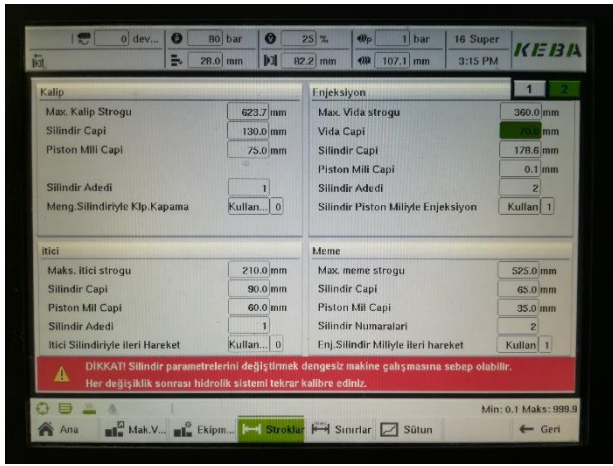 0 dev... 80 bar 25 % 1 bar 16 Super
KEBA
28.0 mm 82.2 mm 107.1 mm 3:15 PM
Kalip
Max. Kalip Strogu 623.7 mm
Silindir Capi 130.0 mm
Piston Mili Capi 75.0 mm
Silindir Adedi 1
Meng.Silindiriyle Klp.Kapama Kullan... 0
Enjeksiyon 1 2
Max. Vida strogu 360.0 mm
Vida Capi 70.0 mm
Silindir Capi 178.6 mm
Piston Mili Capi 0.1 mm
Silindir Adedi 2
Silindir Piston Miliyle Enjeksiyon Kullan 1
itici
Maks. itici strogu 210.0 mm
Silindir Capi 90.0 mm
Piston Mil Capi 60.0 mm
Silindir Adedi 1
Itici Silindiriyle ileri Hareket Kullan... 0
Meme
Max. meme strogu 525.0 mm
Silindir Capi 65.0 mm
Piston Mil Capi 35.0 mm
Silindir Numaralari 2
Enj.Silindir Miliyle ileri hareket Kullan 1
DİKKAT! Silindir parametrelerini değiştirmek dengesiz makine çalışmasına sebep olabilir.
Her değişiklik sonrası hidrolik sistemi tekrar kalibre ediniz.
Min: 0.1 Maks: 999.9
Ana Mak.V... Ekipm... Stroklar Sınırlar Sütun Geri